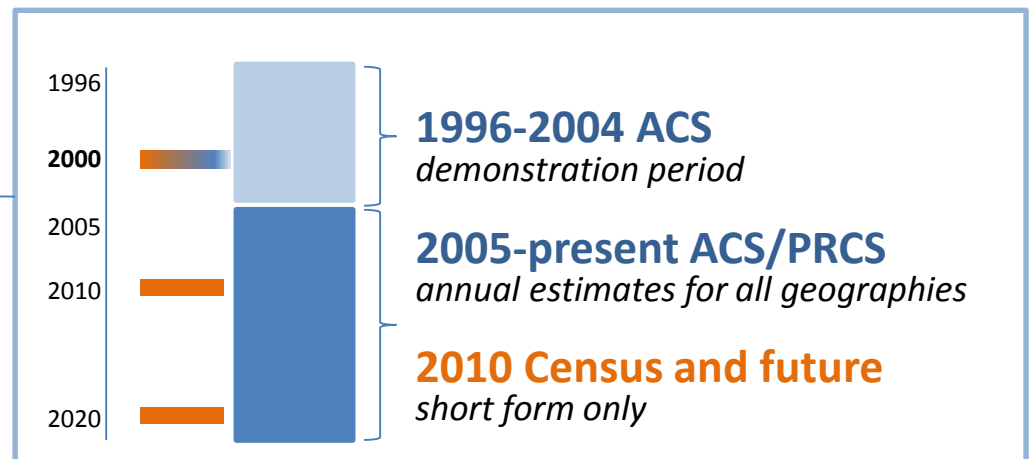 1996
2000
2005
2010
2020
1996-2004 ACS
demonstration period
2005-present ACS/PRCS
annual estimates for all geographies
2010 Census and future
short form only